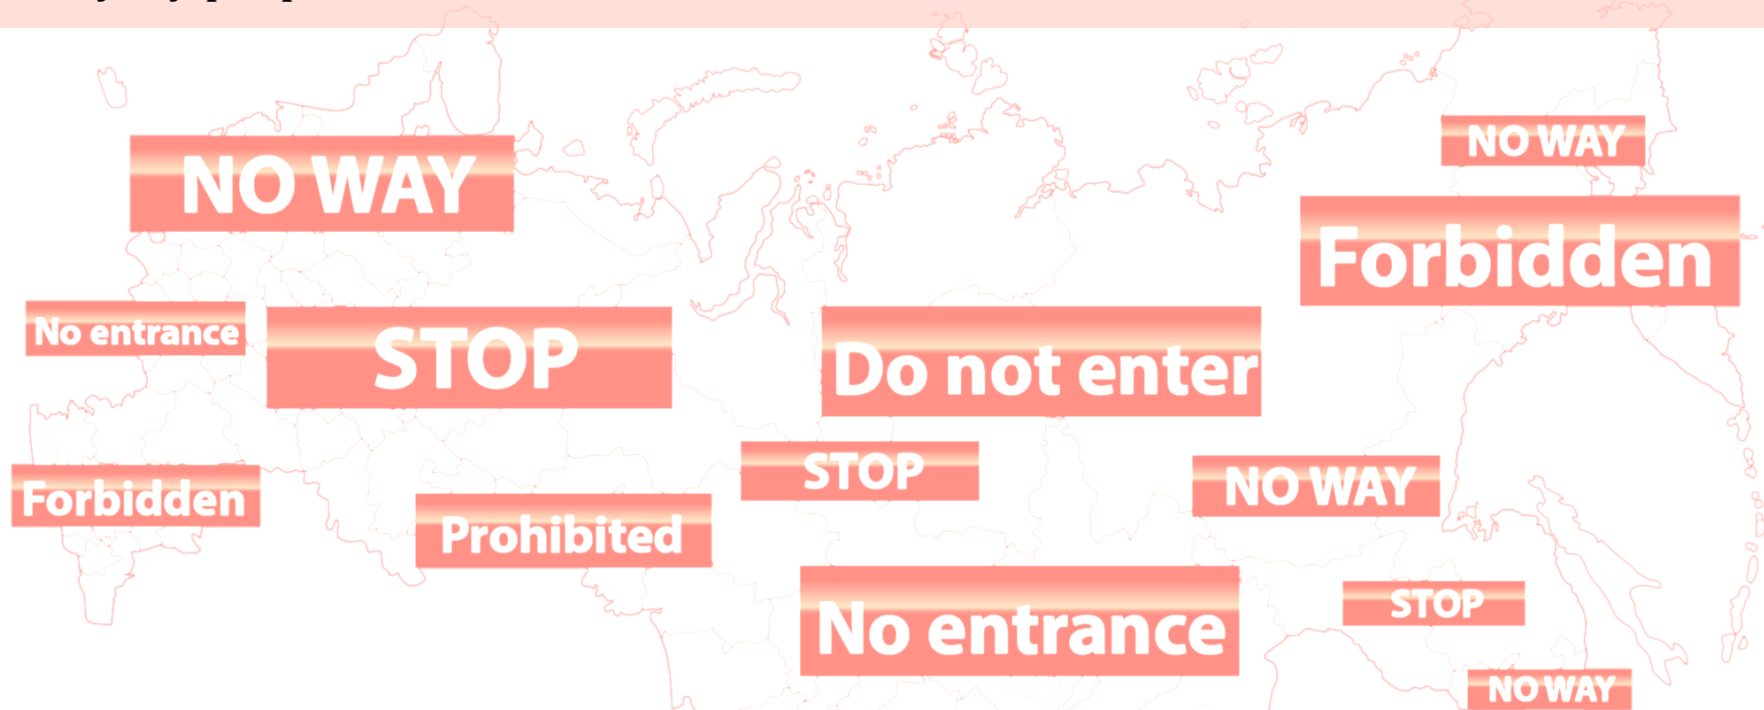 NO WAY
NO WAY
Forbidden
No entrance
STOP
Do not enter
STOP
NO WAY
Forbidden
Prohibited
No entrance
STOP
NO WAY